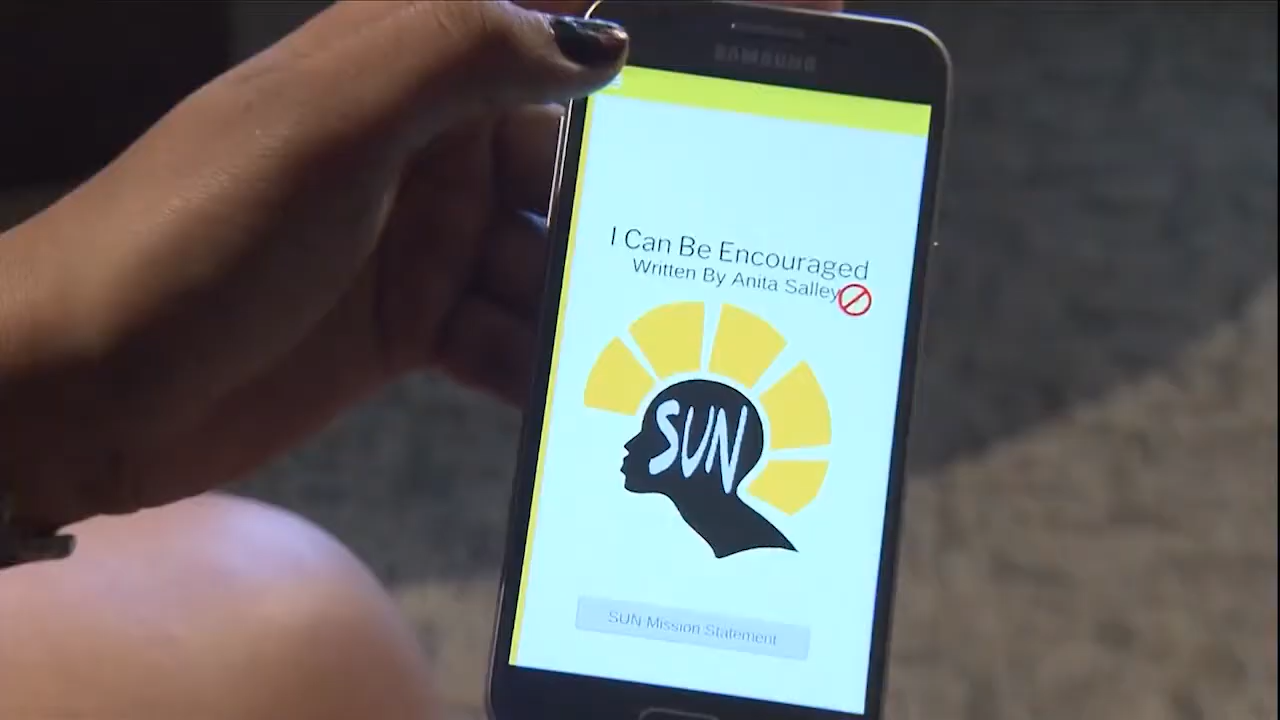 SAMSUNG
I Can Be Encouraged
Written By Anita Salley
SUN
SUN Mission Statement